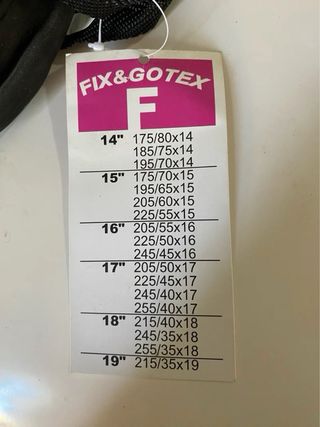 FIX&GOTEX
F
14" 175/80x14
185/75x14
195/70x14
15" 175/70x15
195/65x15
205/60x15
225/55x15
16" 205/55x16
225/50x16
245/45x16
17" 205/50x17
225/45x17
245/40x17
255/40x17
18" 215/40x18
245/35x18
255/35x18
19" 215/35x19